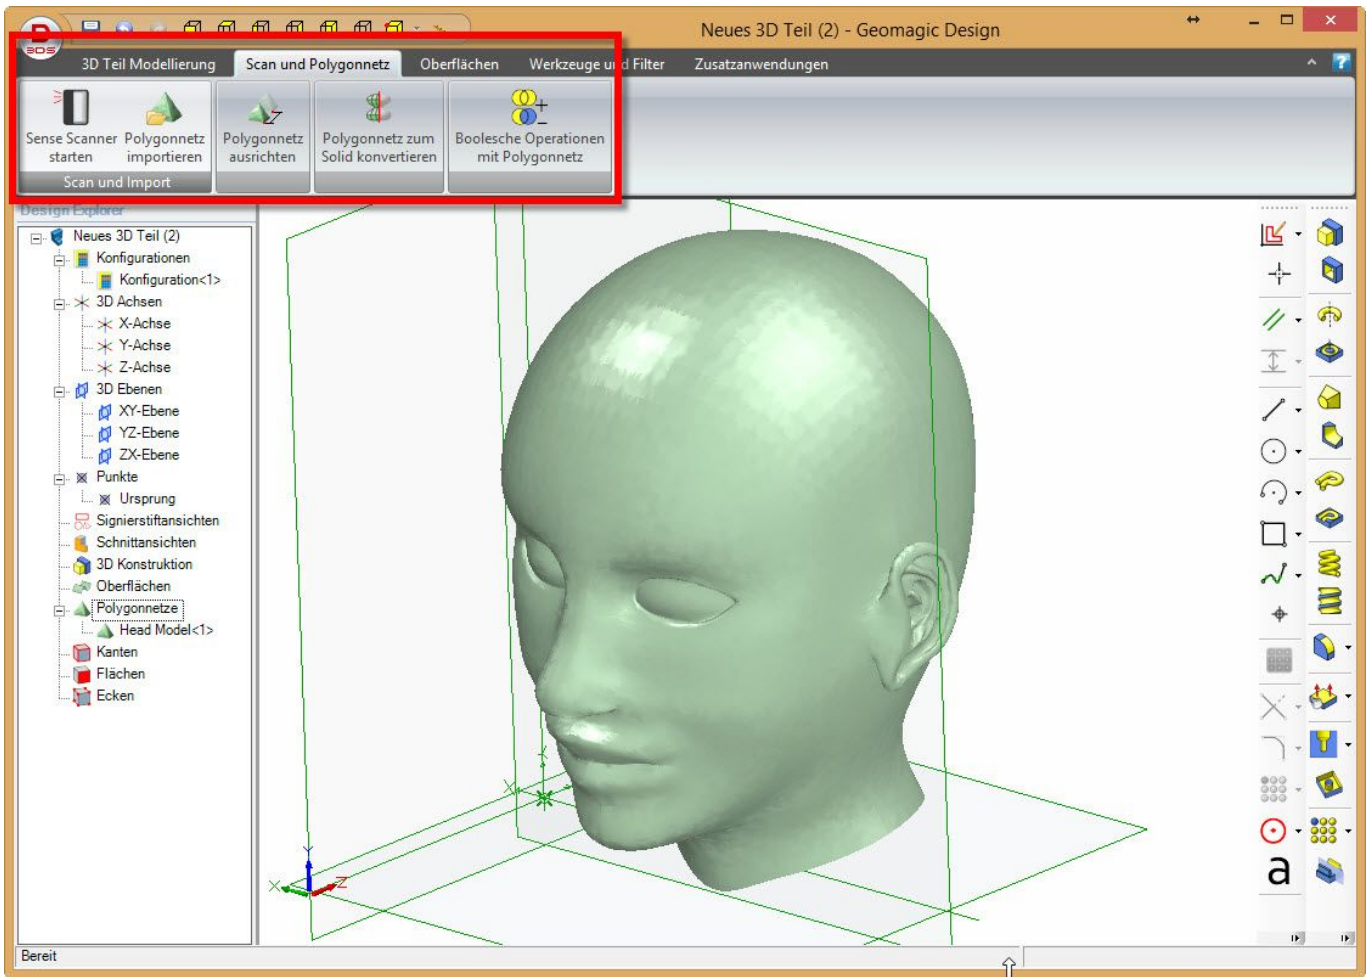 Neues 3D Teil (2) - Geomagic Design
3DS
3D Teil Modellierung Scan und Polygonnetz Oberflächen Werkzeuge und Filter Zusatzanwendungen
Sense Scanner starten
Polygonnetz importieren
Polygonnetz ausrichten
Polygonnetz zum Solid konvertieren
Boolesche Operationen mit Polygonnetz
Scan und Import
Design Explorer
Neues 3D Teil (2)
Konfigurationen
Konfiguration<1>
3D Achsen
X-Achse
Y-Achse
Z-Achse
3D Ebenen
XY-Ebene
YZ-Ebene
ZX-Ebene
Punkte
Ursprung
Signierstiftansichten
Schnittansichten
3D Konstruktion
Oberflächen
Polygonnetze
Head Model<1>
Kanten
Flächen
Ecken
Y
X
Z
a
Bereit